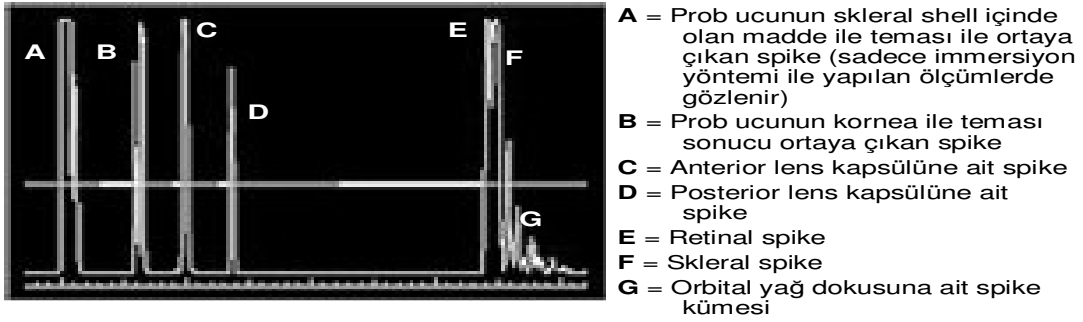 A
B
C
D
E
F
G
A = Prob ucunun skleral shell içinde
olan madde ile teması ile ortaya
çıkan spike (sadece immersiyon
yöntemi ile yapılan ölçümlerde
gözlenir)
B = Prob ucunun kornea ile teması
sonucu ortaya çıkan spike
C = Anterior lens kapsülüne ait spike
D = Posterior lens kapsülüne ait
spike
E = Retinal spike
F = Skleral spike
G = Orbital yağ dokusuna ait spike
kümesi